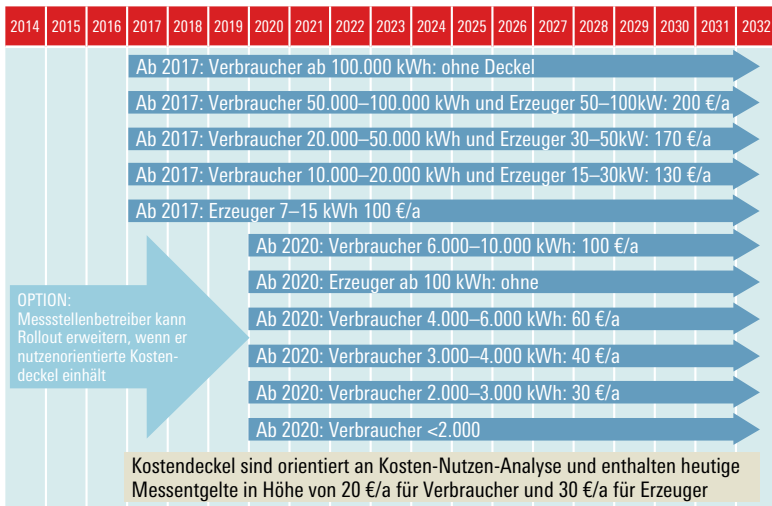 2014 2015 2016 2017 2018 2019 2020 2021 2022 2023 2024 2025 2026 2027 2028 2029 2030 2031 2032
Ab 2017: Verbraucher ab 100.000 kWh: ohne Deckel
Ab 2017: Verbraucher 50.000–100.000 kWh und Erzeuger 50–100kW: 200 €/a
Ab 2017: Verbraucher 20.000–50.000 kWh und Erzeuger 30–50kW: 170 €/a
Ab 2017: Verbraucher 10.000–20.000 kWh und Erzeuger 15–30kW: 130 €/a
Ab 2017: Erzeuger 7–15 kWh 100 €/a
Ab 2020: Verbraucher 6.000–10.000 kWh: 100 €/a
Ab 2020: Erzeuger ab 100 kWh: ohne
OPTION:
Messstellenbetreiber kann
Rollout erweitern, wenn er
nutzenorientierte Kosten-
deckel einhält
Ab 2020: Verbraucher 4.000–6.000 kWh: 60 €/a
Ab 2020: Verbraucher 3.000–4.000 kWh: 40 €/a
Ab 2020: Verbraucher 2.000–3.000 kWh: 30 €/a
Ab 2020: Verbraucher <2.000
Kostendeckel sind orientiert an Kosten-Nutzen-Analyse und enthalten heutige
Messentgelte in Höhe von 20 €/a für Verbraucher und 30 €/a für Erzeuger